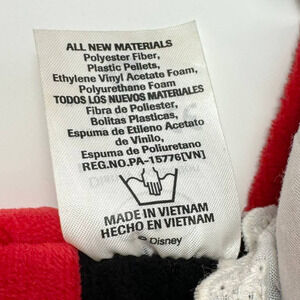 ALL NEW MATERIALS
Polyester Fiber,
Plastic Pellets,
Ethylene Vinyl Acetate Foam,
Polyurethane Foam
TODOS LOS NUEVOS MATERIALES
Fibra de Poliester,
Bolitas Plasticas,
Espuma de Etileno Acetato
de Vinilo,
Espuma de Poliuretano
REG.NO.PA-15776[VN]
MADE IN VIETNAM
HECHO EN VIETNAM
© Disney